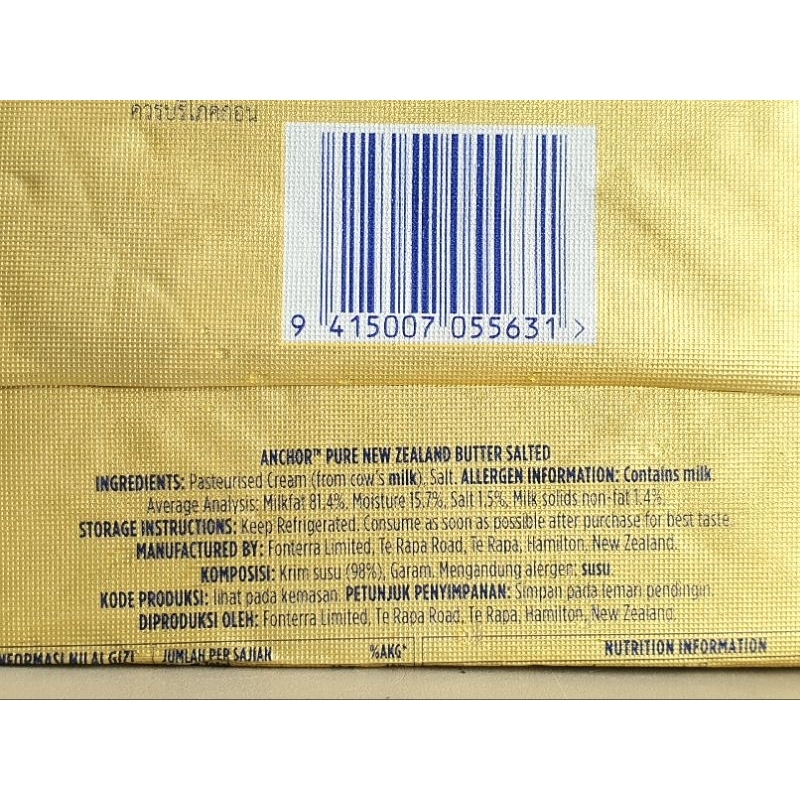 ควรบริโภคก่อน
9 415007 055631 >
ANCHOR™ PURE NEW ZEALAND BUTTER SALTED
INGREDIENTS: Pasteurised Cream (from cow's milk), Salt. ALLERGEN INFORMATION: Contains milk.
Average Analysis: Milkfat 81.4%, Moisture 15.7%, Salt 1.5%, Milk solids non-fat 1.4%.
STORAGE INSTRUCTIONS: Keep Refrigerated. Consume as soon as possible after purchase for best taste.
MANUFACTURED BY: Fonterra Limited, Te Rapa Road, Te Rapa, Hamilton, New Zealand.
KOMPOSISI: Krim susu (98%), Garam. Mengandung alergen: susu.
KODE PRODUKSI: lihat pada kemasan. PETUNJUK PENYIMPANAN: Simpan pada lemari pendingin.
DIPRODUKSI OLEH: Fonterra Limited, Te Rapa Road, Te Rapa, Hamilton, New Zealand.
NFORMASI NILAI GIZI JUMLAH PER SAJIAN %AKG* NUTRITION INFORMATION